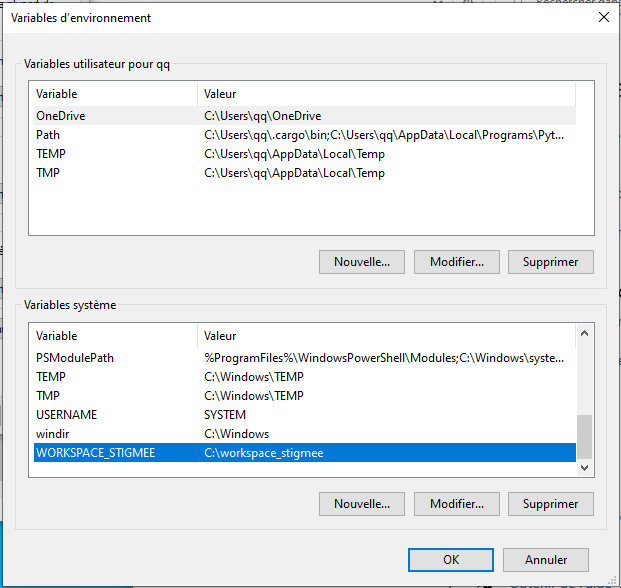 Variables d'environnement
Variables utilisateur pour qq
Variable Valeur
OneDrive C:\Users\qq\OneDrive
Path C:\Users\qq\.cargo\bin;C:\Users\qq\AppData\Local\Programs\Pyt...
TEMP C:\Users\qq\AppData\Local\Temp
TMP C:\Users\qq\AppData\Local\Temp
Nouvelle... Modifier... Supprimer
Variables système
Variable Valeur
PSModulePath %ProgramFiles%\WindowsPowerShell\Modules;C:\Windows\syste...
TEMP C:\Windows\TEMP
TMP C:\Windows\TEMP
USERNAME SYSTEM
windir C:\Windows
WORKSPACE_STIGMEE C:\workspace_stigmee
Nouvelle... Modifier... Supprimer
OK Annuler